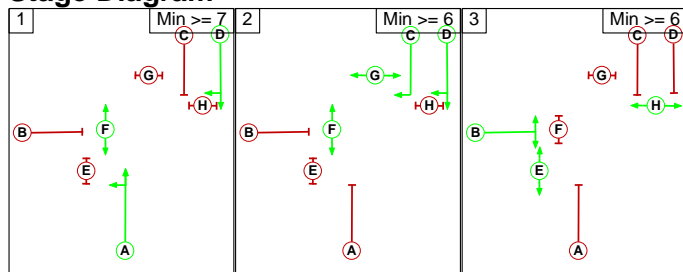 Stage Diagram
1 Min >= 7
C D
G
H
F
B
E
A
2 Min >= 6
C D
G
H
F
B
E
A
3 Min >= 6
C D
G
H
F
B
E
A